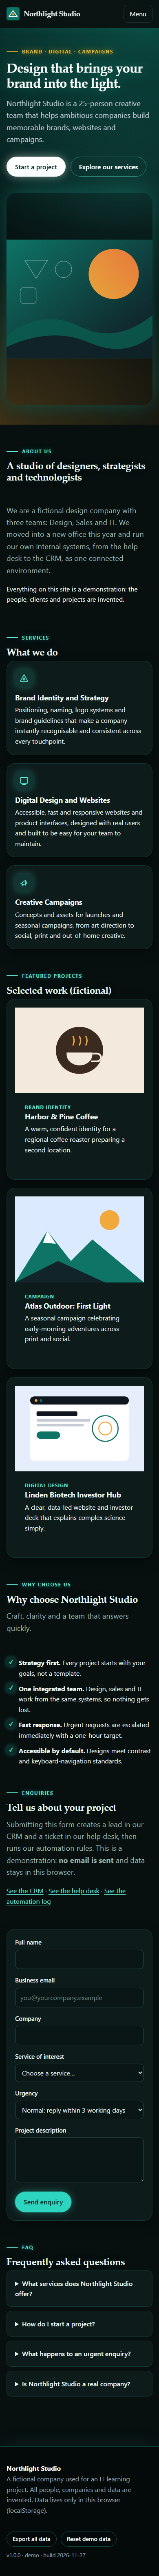 Northlight Studio
Menu
BRAND · DIGITAL · CAMPAIGNS
Design that brings your
brand into the light.
Northlight Studio is a 25-person creative
team that helps ambitious companies build
memorable brands, websites and
campaigns.
Start a project
Explore our services
ABOUT US
A studio of designers, strategists
and technologists
We are a fictional design company with
three teams: Design, Sales and IT. We
moved into a new office this year and run
our own internal systems, from the help
desk to the CRM, as one connected
environment.
Everything on this site is a demonstration: the
people, clients and projects are invented.
SERVICES
What we do
Brand Identity and Strategy
Positioning, naming, logo systems and
brand guidelines that make a company
instantly recognisable and consistent across
every touchpoint.
Digital Design and Websites
Accessible, fast and responsive websites and
product interfaces, designed with real users
and built to be easy for your team to
maintain.
Creative Campaigns
Concepts and assets for launches and
seasonal campaigns, from art direction to
social, print and out-of-home creative.
FEATURED PROJECTS
Selected work (fictional)
BRAND IDENTITY
Harbor & Pine Coffee
A warm, confident identity for a
regional coffee roaster preparing a
second location.
CAMPAIGN
Atlas Outdoor: First Light
A seasonal campaign celebrating
early-morning adventures across
print and social.
DIGITAL DESIGN
Linden Biotech Investor Hub
A clear, data-led website and investor
deck that explains complex science
simply.
WHY CHOOSE US
Why choose Northlight Studio
Craft, clarity and a team that answers
quickly.
✓ Strategy first. Every project starts with your
goals, not a template.
✓ One integrated team. Design, sales and IT
work from the same systems, so nothing gets
lost.
✓ Fast response. Urgent requests are escalated
immediately with a one-hour target.
✓ Accessible by default. Designs meet contrast
and keyboard-navigation standards.
ENQUIRIES
Tell us about your project
Submitting this form creates a lead in our
CRM and a ticket in our help desk, then
runs our automation rules. This is a
demonstration: no email is sent and data
stays in this browser.
See the CRM · See the help desk · See the
automation log
Full name
Business email
you@yourcompany.example
Company
Service of interest
Choose a service...
Urgency
Normal: reply within 3 working days
Project description
Send enquiry
FAQ
Frequently asked questions
What services does Northlight Studio
offer?
How do I start a project?
What happens to an urgent enquiry?
Is Northlight Studio a real company?
Northlight Studio
A fictional company used for an IT learning
project. All people, companies and data are
invented. Data lives only in this browser
(localStorage).
Export all data
Reset demo data
v1.0.0 · demo · build 2026-11-27